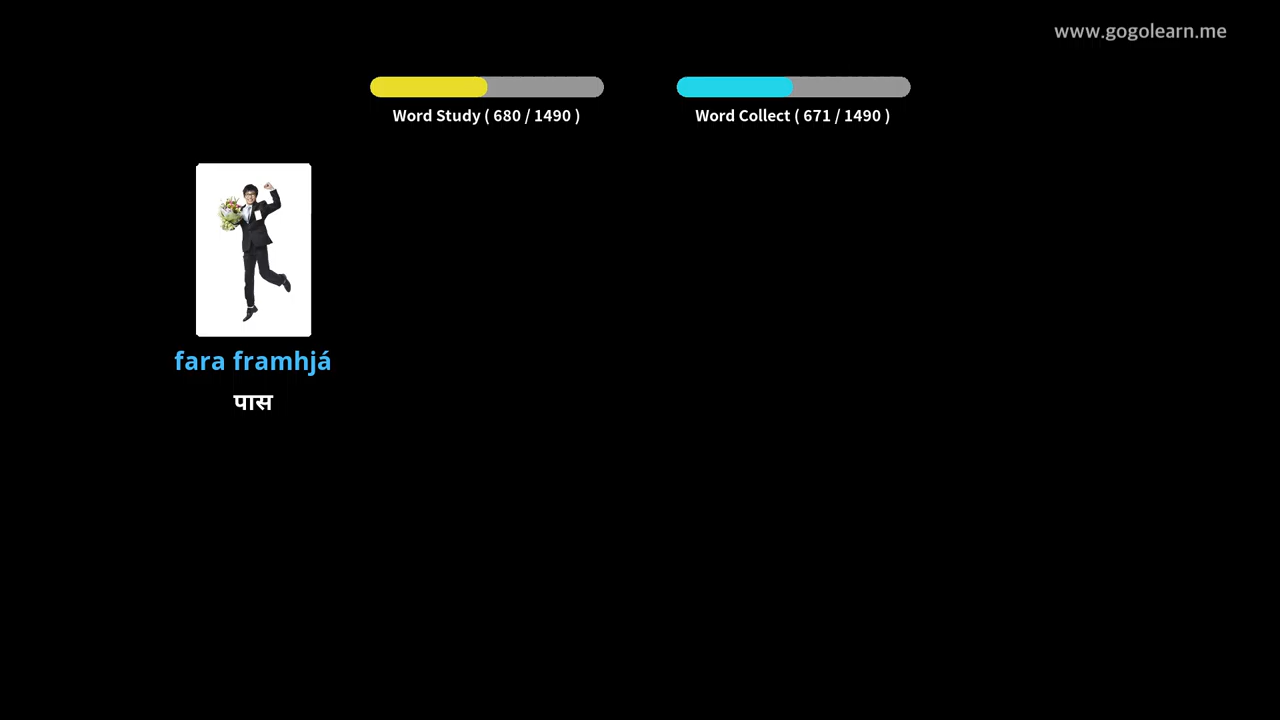 www.gogolearn.me
Word Study ( 680 / 1490 )
Word Collect ( 671 / 1490 )
fara framhjá
पास